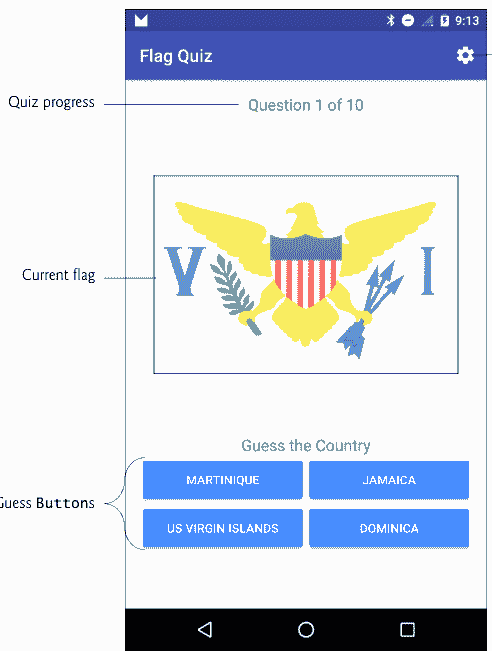 9:13
Flag Quiz
Quiz progress
Question 1 of 10
V I
Current flag
Guess the Country
Guess Buttons
MARTINIQUE JAMAICA
US VIRGIN ISLANDS DOMINICA